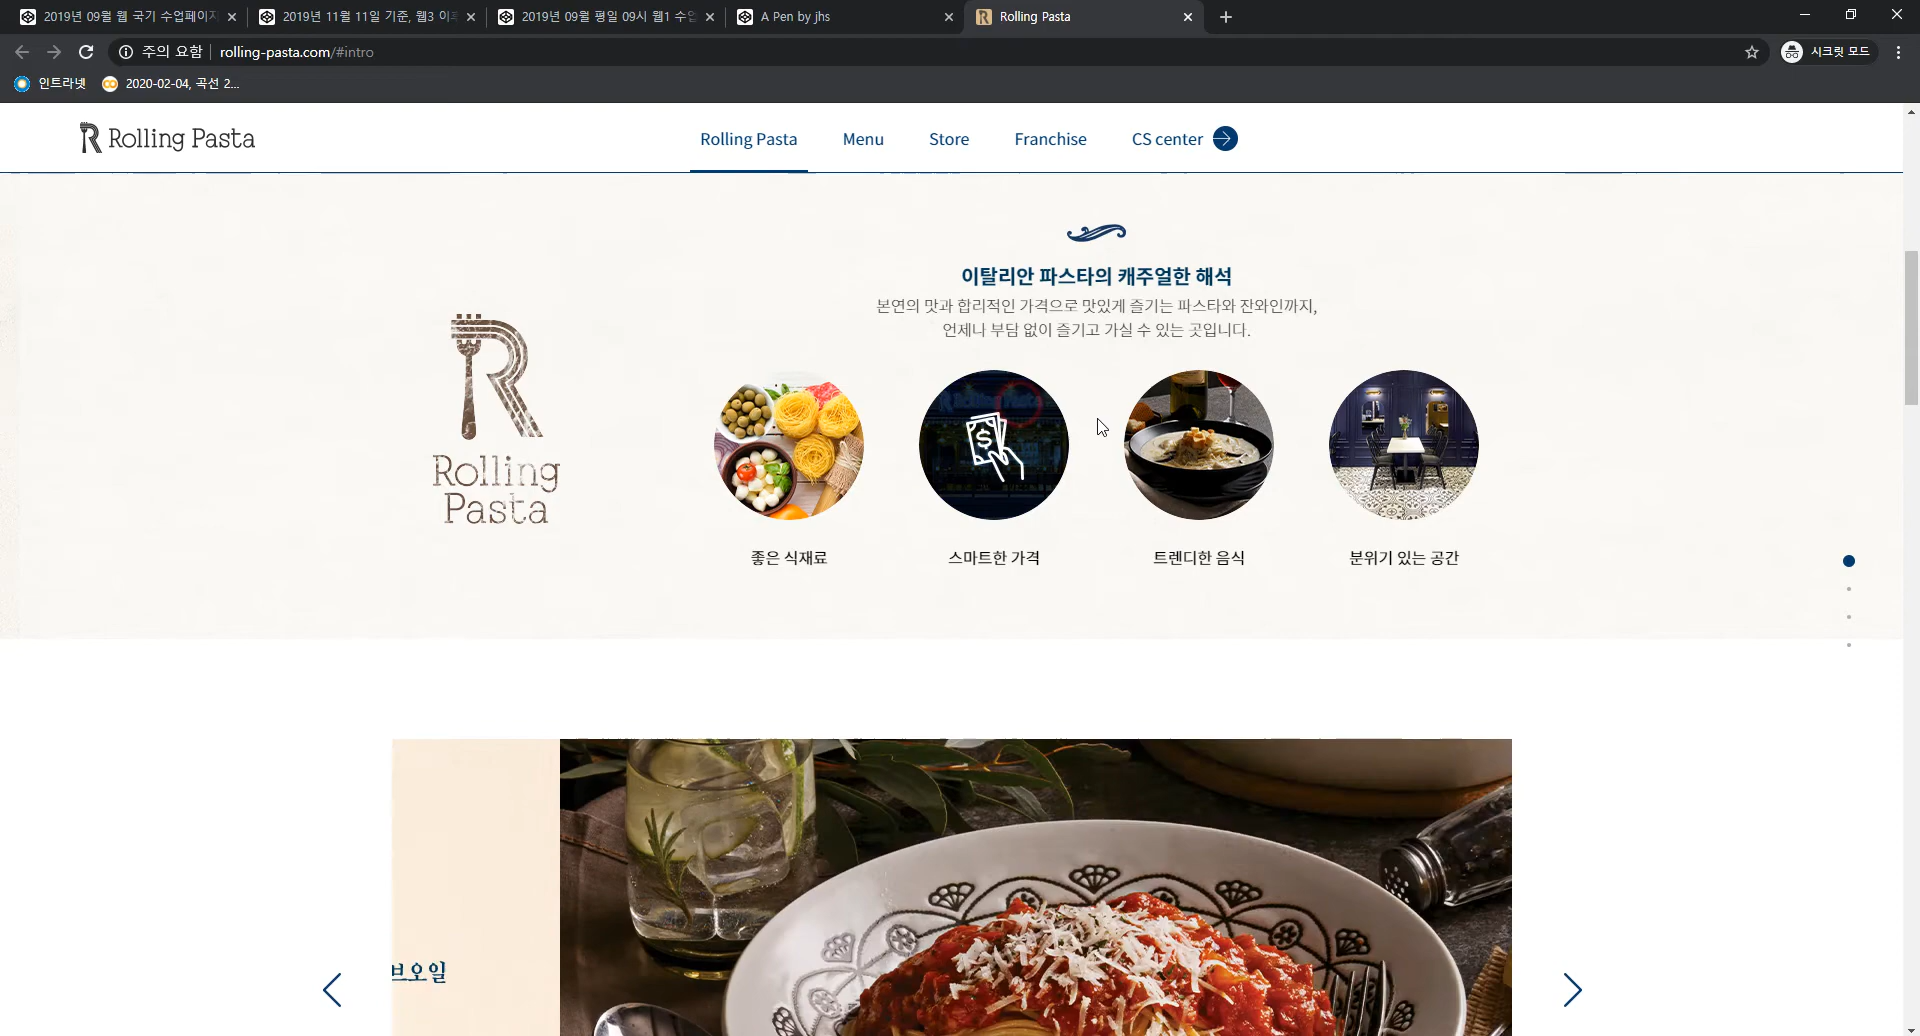 2019년 09월 웹 국기 수업페이지
2019년 11월 11일 기준, 웹3 이
2019년 09월 평일 09시 웹1 수업
A Pen by jhs
Rolling Pasta
주의 요함
rolling-pasta.com/#intro
시크릿 모드
인트라넷
2020-02-04, 곡선 2...
Rolling Pasta
Rolling Pasta
Menu
Store
Franchise
CS center
이탈리안 파스타의 캐주얼한 해석
본연의 맛과 합리적인 가격으로 맛있게 즐기는 파스타와 잔와인까지,
언제나 부담 없이 즐기고 가실 수 있는 곳입니다.
Rolling
Pasta
좋은 식재료
스마트한 가격
트렌디한 음식
분위기 있는 공간
브오일